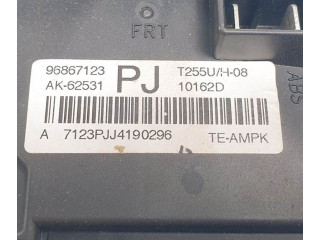 FRT
96867123 PJ T255U/H-08
AK-62531 10162D
A 7123PJJ4190296 TE-AMPK
ABS